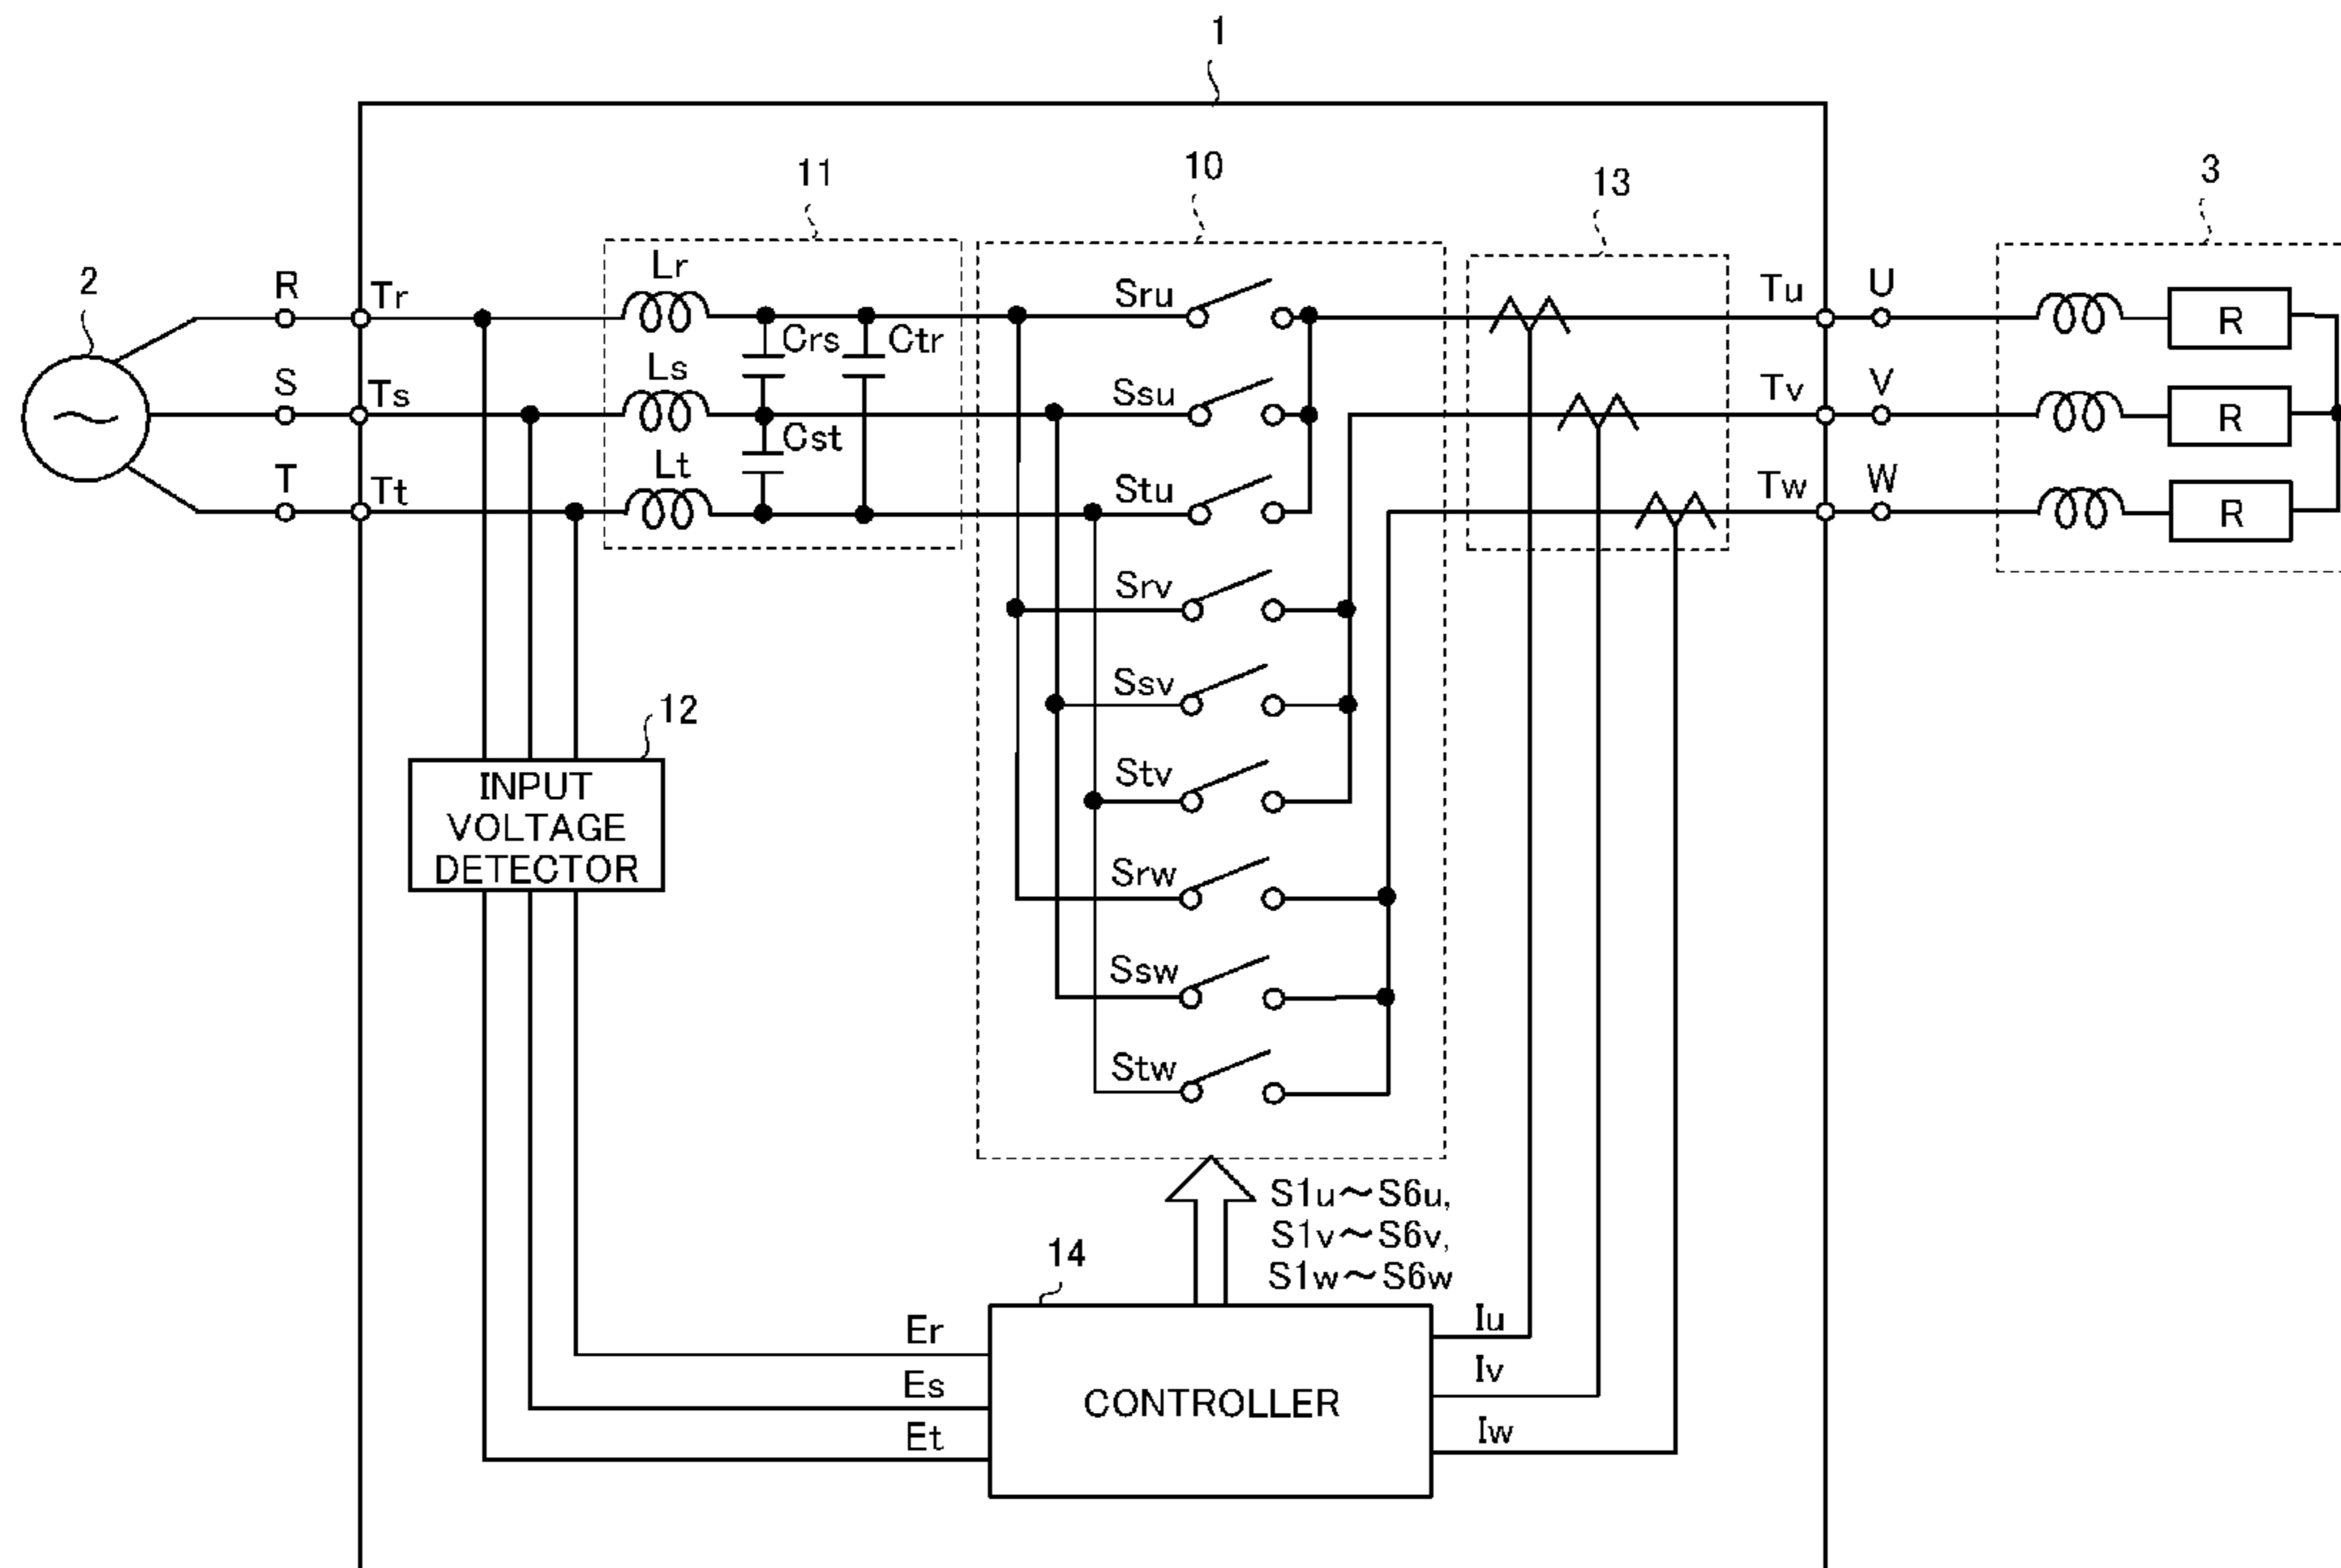 1
11
10
13
3
2
R
Tr
Lr
Sru
Tu
U
R
Crs
Ctr
S
Ts
Ls
Ssu
Tv
V
R
Cst
T
Tt
Lt
Stu
Tw
W
R
Srv
Ssv
12
INPUT
VOLTAGE
DETECTOR
Stv
Srw
Ssw
Stw
S1u～S6u,
S1v～S6v,
S1w～S6w
14
Er
Es
Et
CONTROLLER
Iu
Iv
Iw